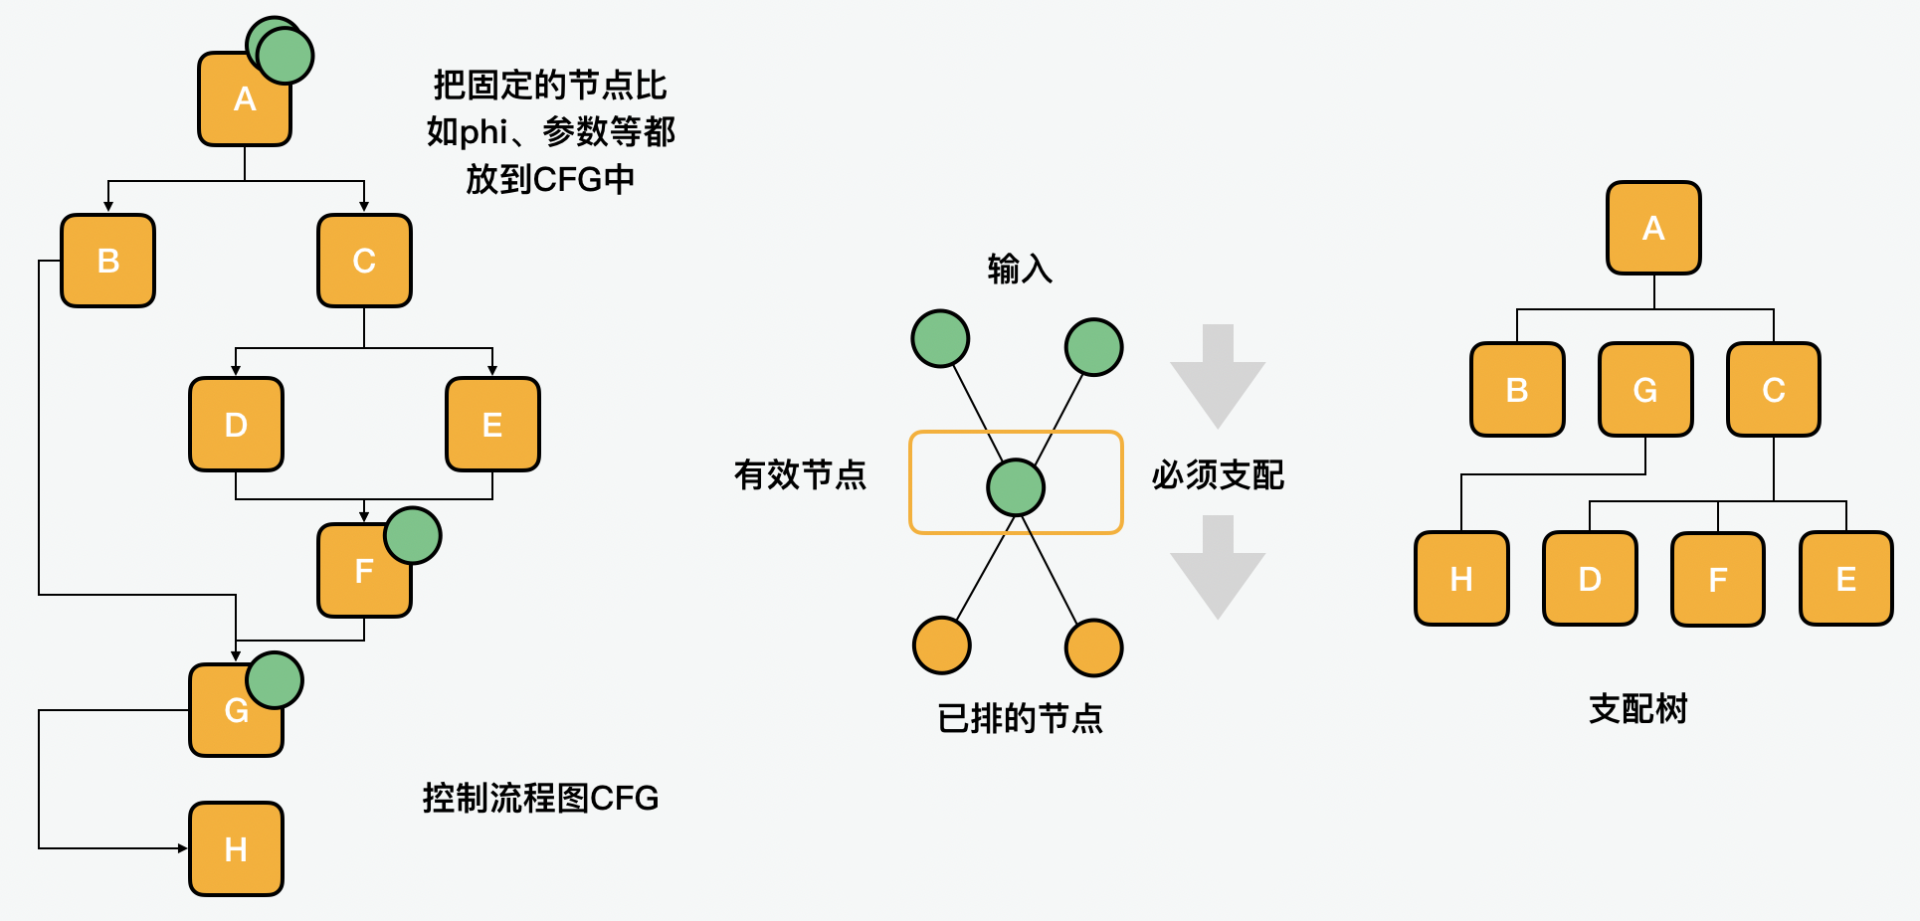 A
把固定的节点比
如phi、参数等都
放到CFG中
B
C
D
E
F
G
H
控制流程图CFG
输入
有效节点
必须支配
已排的节点
A
B
G
C
H
D
F
E
支配树